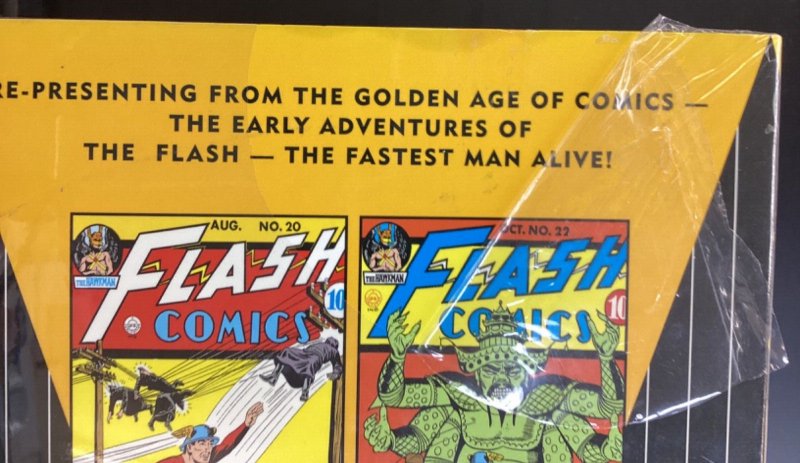 RE-PRESENTING FROM THE GOLDEN AGE OF COMICS —
THE EARLY ADVENTURES OF
THE FLASH — THE FASTEST MAN ALIVE!
AUG. NO. 20
FLASH
THE HAWKMAN
10
COMICS
OCT. NO. 22
FLASH
THE HAWKMAN
10
COMICS